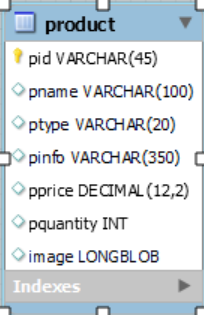 product
pid VARCHAR(45)
pname VARCHAR(100)
ptype VARCHAR(20)
pinfo VARCHAR(350)
pprice DECIMAL(12,2)
pquantity INT
image LONGBLOB
Indexes